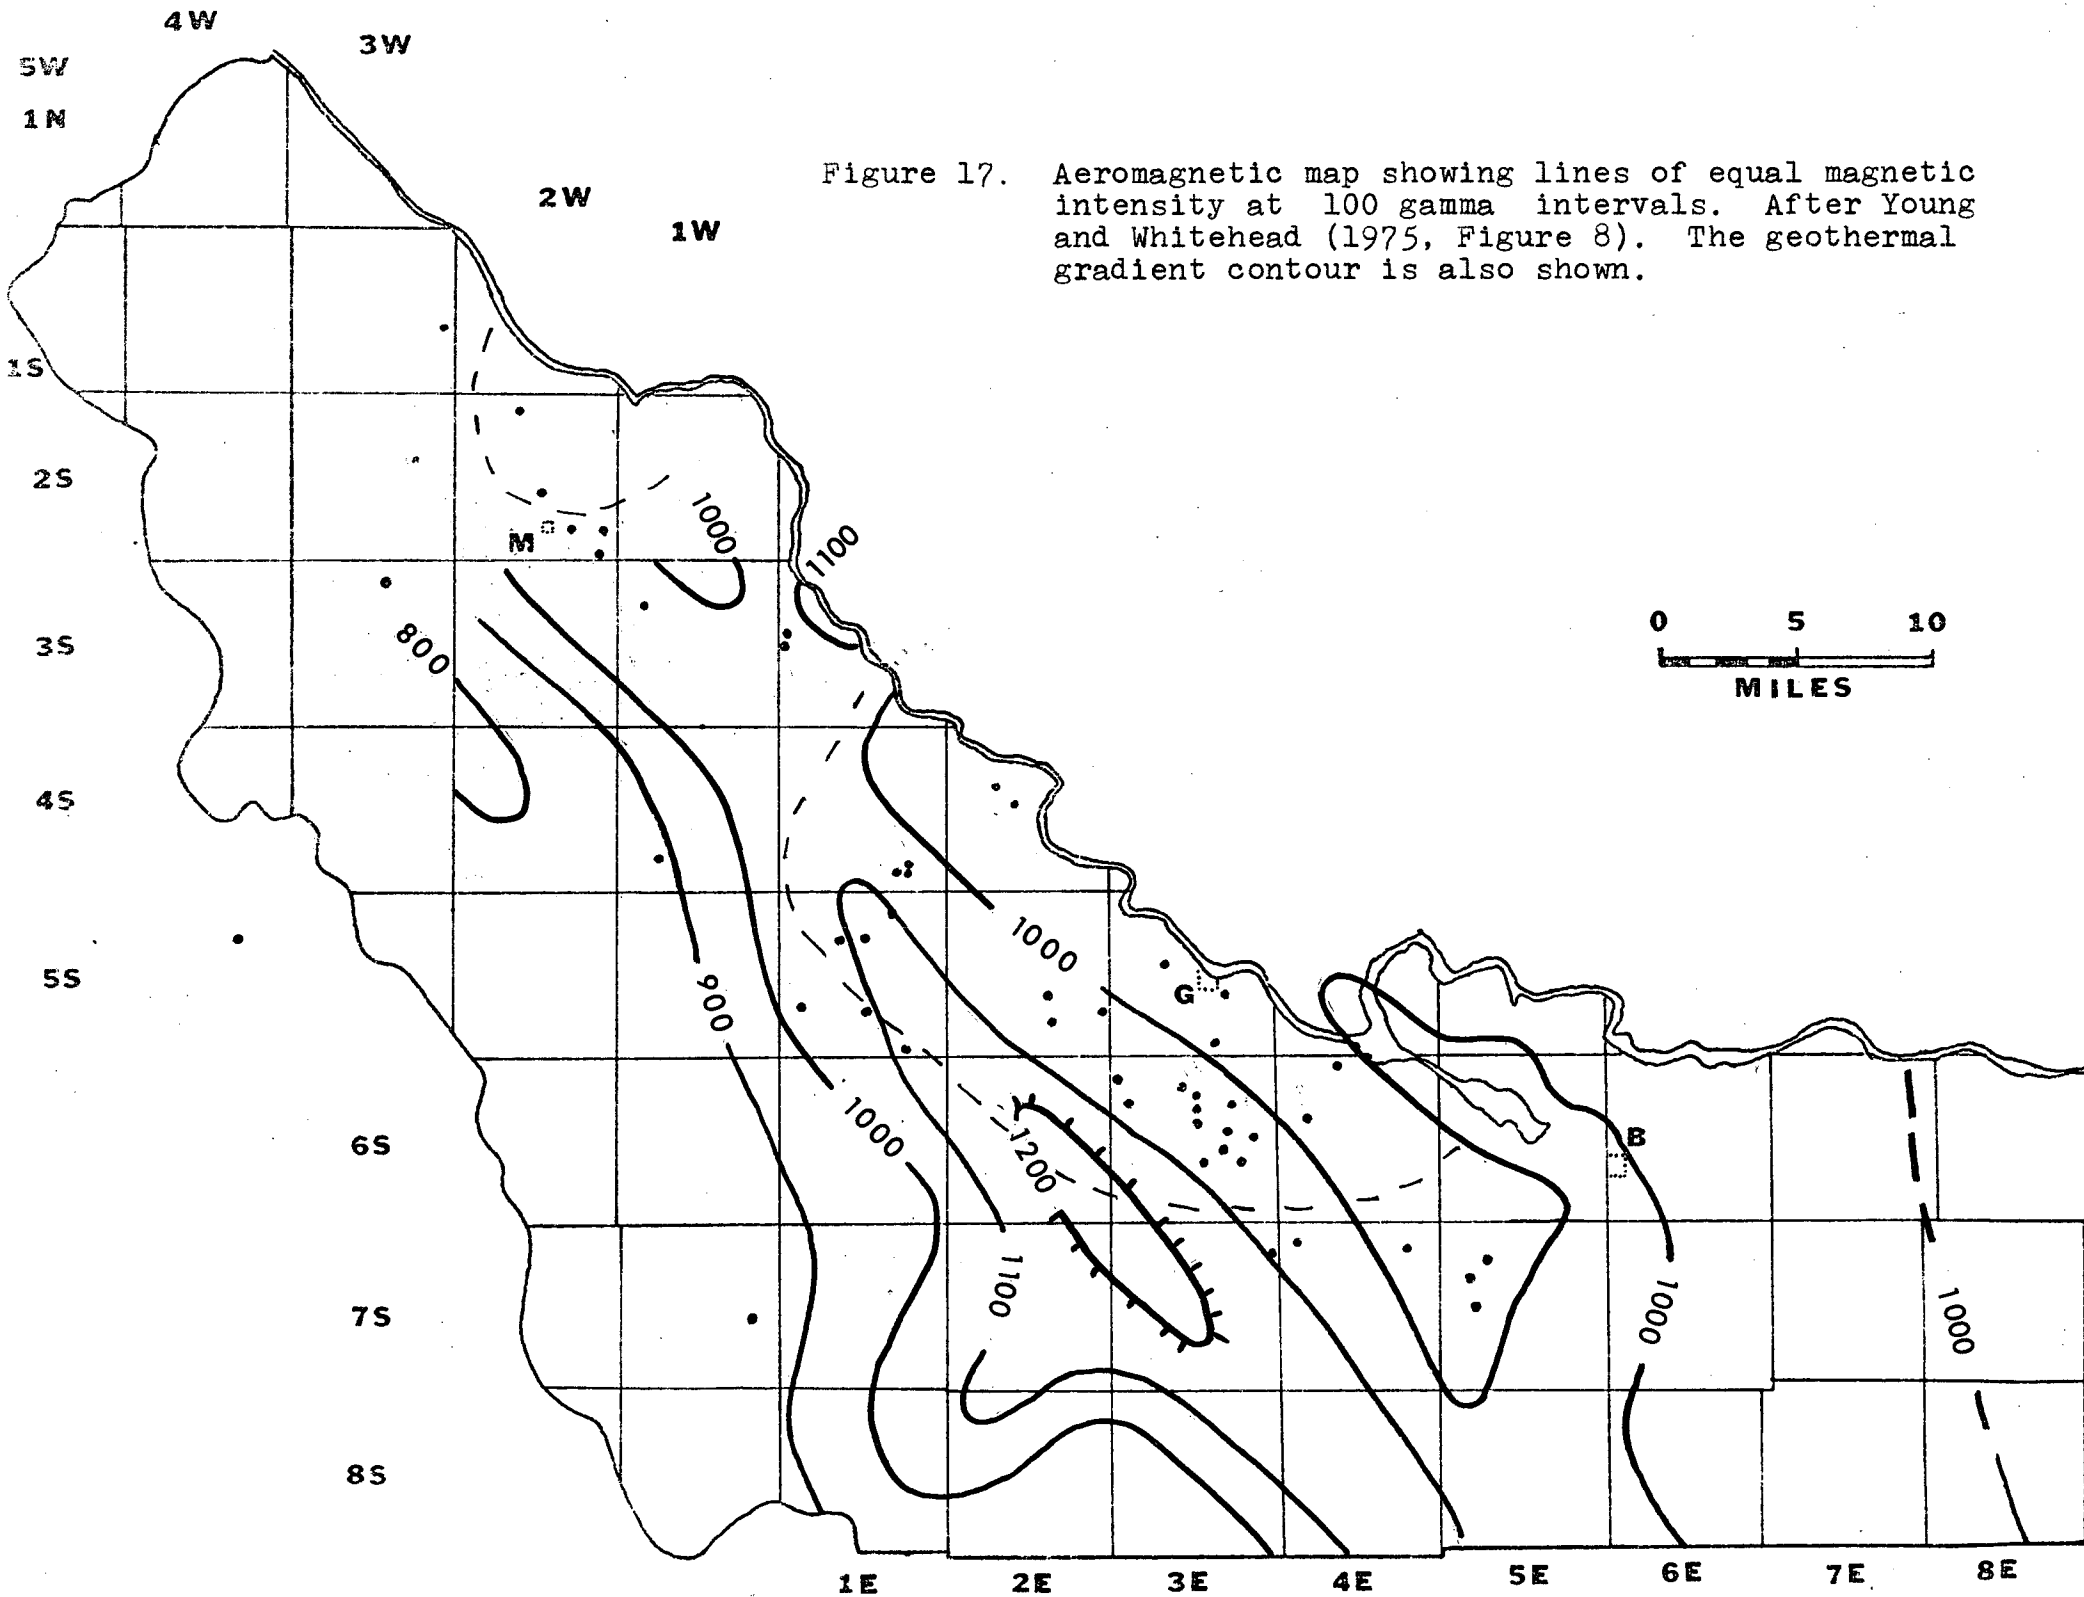 4W
3W
5W
1N
2W
1W
Figure 17. Aeromagnetic map showing lines of equal magnetic
intensity at 100 gamma intervals. After Young
and Whitehead (1975, Figure 8). The geothermal
gradient contour is also shown.
1S
2S
1000
M
1100
0 5 10
MILES
800
3S
4S
1000
5S
G
900
1000
B
6S
1200
1100
1000
1000
7S
8S
1E 2E 3E 4E 5E 6E 7E 8E